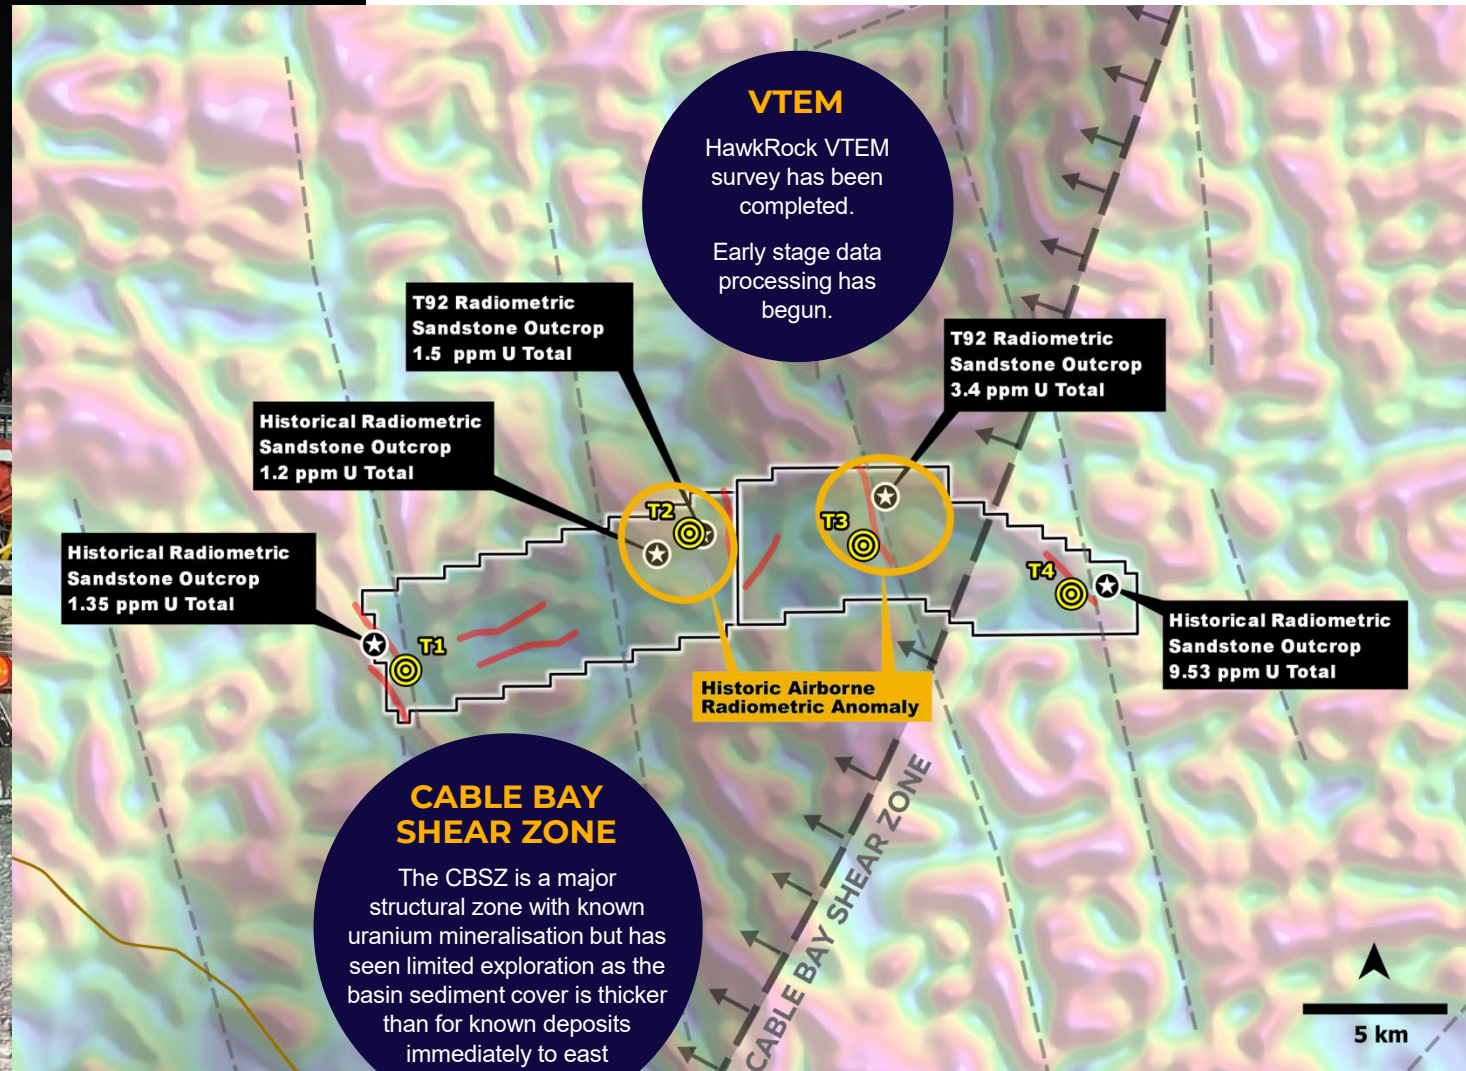 VTEM
HawkRock VTEM
survey has been
completed.
Early stage data
processing has
begun.
T92 Radiometric
Sandstone Outcrop
1.5 ppm U Total
T92 Radiometric
Sandstone Outcrop
3.4 ppm U Total
Historical Radiometric
Sandstone Outcrop
1.2 ppm U Total
Historical Radiometric
Sandstone Outcrop
1.35 ppm U Total
T1
T2
T3
T4
Historical Radiometric
Sandstone Outcrop
9.53 ppm U Total
Historic Airborne
Radiometric Anomaly
CABLE BAY SHEAR ZONE
CABLE BAY
SHEAR ZONE
The CBSZ is a major
structural zone with known
uranium mineralisation but has
seen limited exploration as the
basin sediment cover is thicker
than for known deposits
immediately to east
5 km